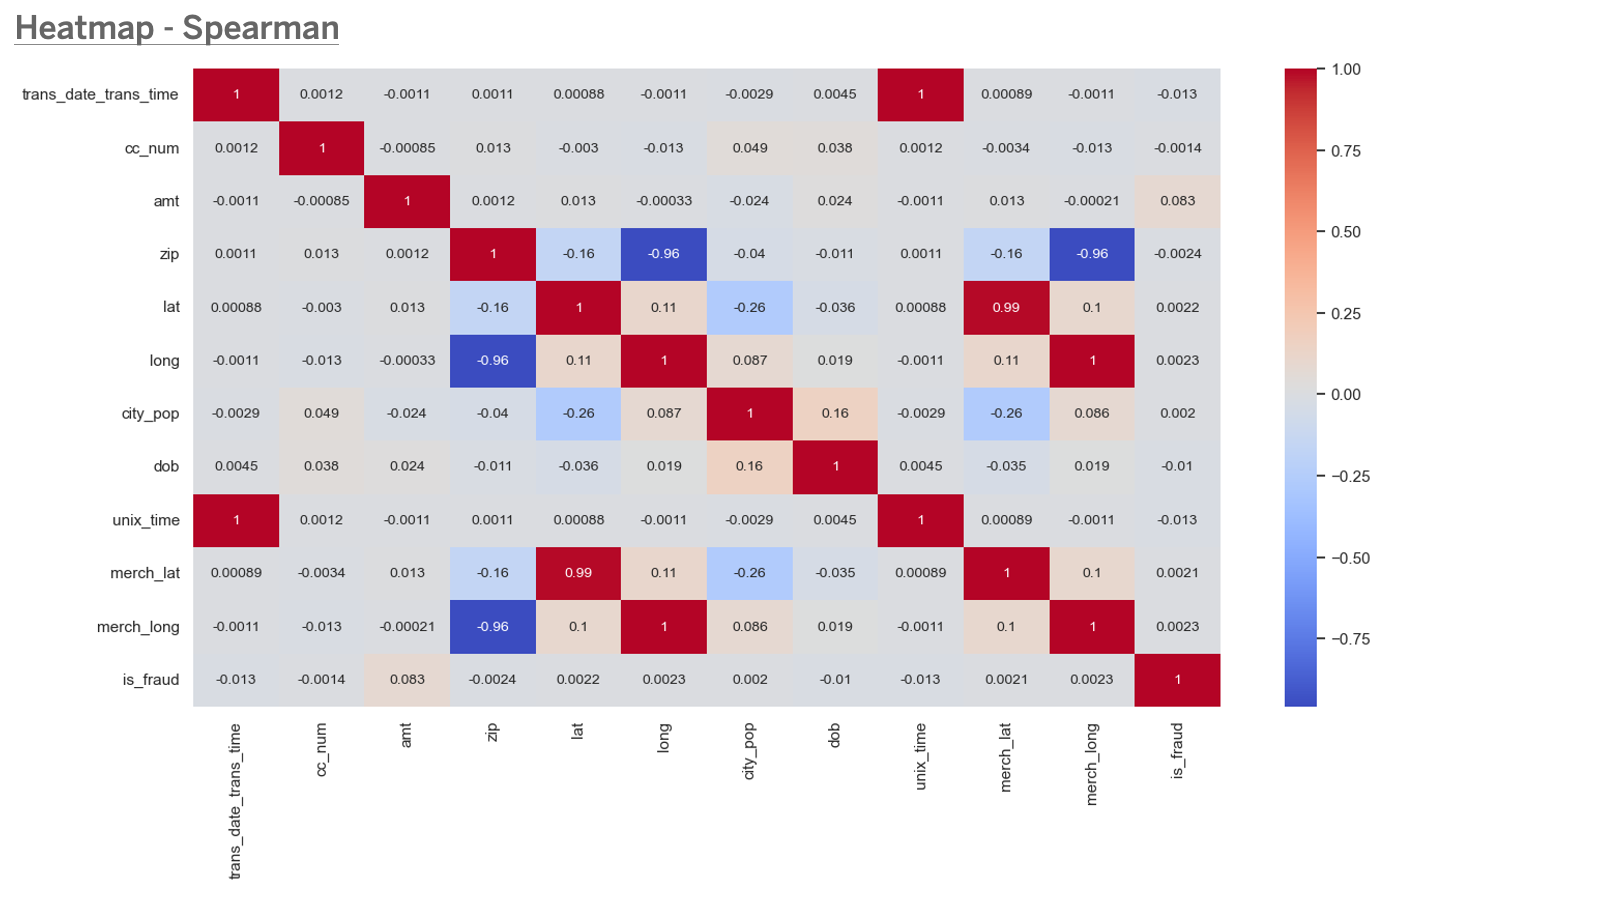 Heatmap - Spearman
trans_date_trans_time 1 0.0012 -0.0011 0.0011 0.00088 -0.0011 -0.0029 0.0045 1 0.00089 -0.0011 -0.013
cc_num 0.0012 1 -0.00085 0.013 -0.003 -0.013 0.049 0.038 0.0012 -0.0034 -0.013 -0.0014
amt -0.0011 -0.00085 1 0.0012 0.013 -0.00033 -0.024 0.024 -0.0011 0.013 -0.00021 0.083
zip 0.0011 0.013 0.0012 1 -0.16 -0.96 -0.04 -0.011 0.0011 -0.16 -0.96 -0.0024
lat 0.00088 -0.003 0.013 -0.16 1 0.11 -0.26 -0.036 0.00088 0.99 0.1 0.0022
long -0.0011 -0.013 -0.00033 -0.96 0.11 1 0.087 0.019 -0.0011 0.11 1 0.0023
city_pop -0.0029 0.049 -0.024 -0.04 -0.26 0.087 1 0.16 -0.0029 -0.26 0.086 0.002
dob 0.0045 0.038 0.024 -0.011 -0.036 0.019 0.16 1 0.0045 -0.035 0.019 -0.01
unix_time 1 0.0012 -0.0011 0.0011 0.00088 -0.0011 -0.0029 0.0045 1 0.00089 -0.0011 -0.013
merch_lat 0.00089 -0.0034 0.013 -0.16 0.99 0.11 -0.26 -0.035 0.00089 1 0.1 0.0021
merch_long -0.0011 -0.013 -0.00021 -0.96 0.1 1 0.086 0.019 -0.0011 0.1 1 0.0023
is_fraud -0.013 -0.0014 0.083 -0.0024 0.0022 0.0023 0.002 -0.01 -0.013 0.0021 0.0023 1
trans_date_trans_time
cc_num
amt
zip
lat
long
city_pop
dob
unix_time
merch_lat
merch_long
is_fraud
1.00
0.75
0.50
0.25
0.00
−0.25
−0.50
−0.75